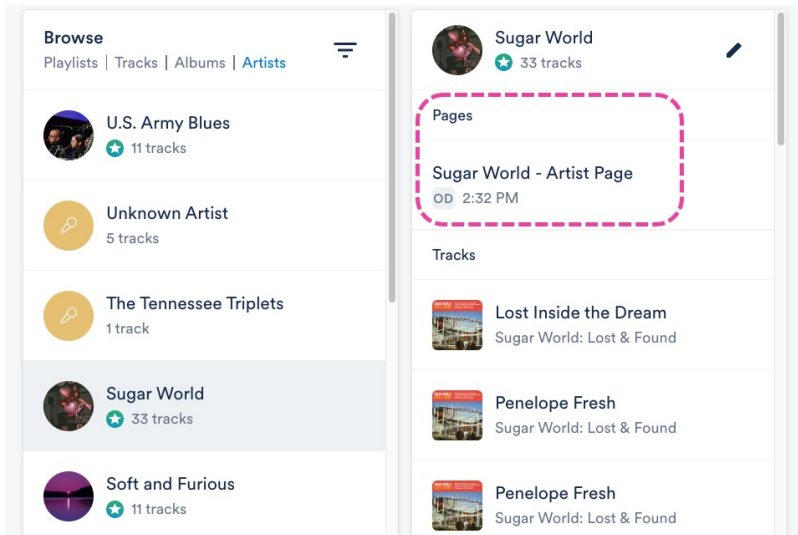 Browse
Playlists | Tracks | Albums | Artists
U.S. Army Blues
11 tracks
Unknown Artist
5 tracks
The Tennessee Triplets
1 track
Sugar World
33 tracks
Soft and Furious
11 tracks
Sugar World
33 tracks
Pages
Sugar World - Artist Page
OD 2:32 PM
Tracks
Lost Inside the Dream
Sugar World: Lost & Found
Penelope Fresh
Sugar World: Lost & Found
Penelope Fresh
Sugar World: Lost & Found